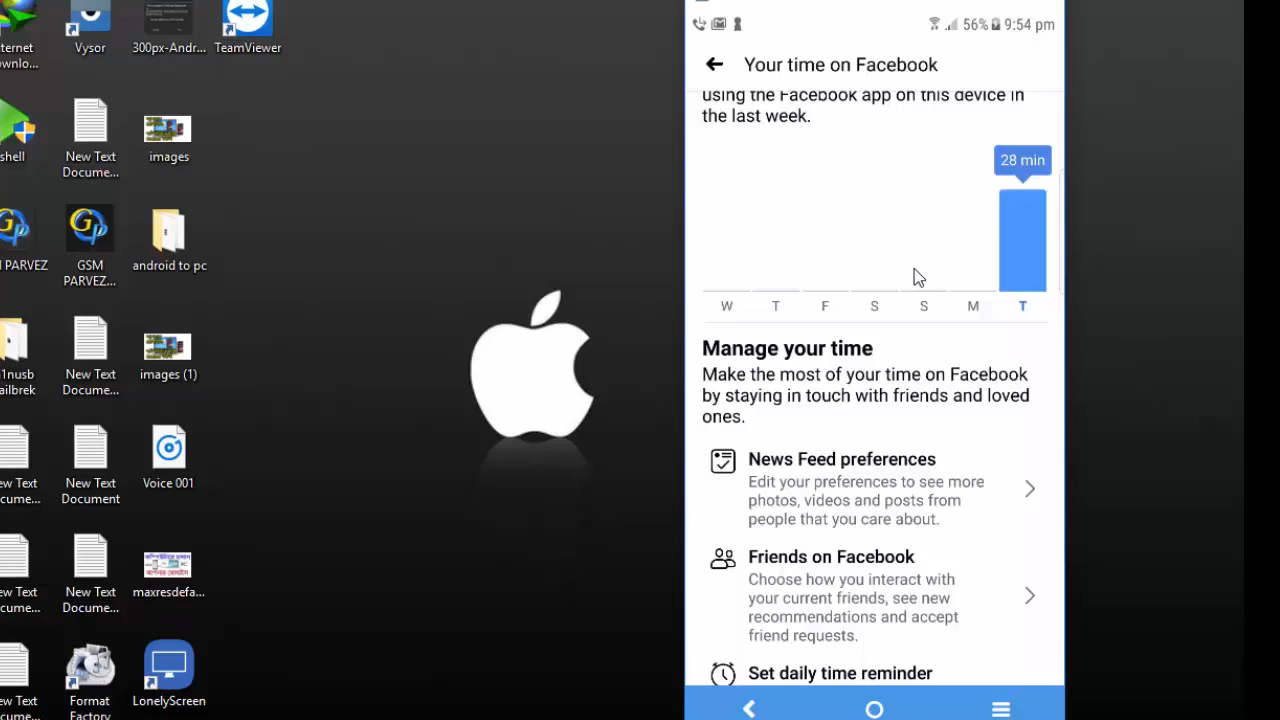 nternet
ownlo...
Vysor
300px-Andr...
TeamViewer
shell
New Text
Docume...
images
M PARVEZ
GSM
PARVEZ...
android to pc
1nusb
ailbrek
New Text
Docume...
images (1)
ew Text
ocume...
New Text
Document
Voice 001
ew Text
ocume...
New Text
Docume...
maxresdefa...
ew Text
ocume...
Format
Factory
LonelyScreen
56% 9:54 pm
Your time on Facebook
using the Facebook app on this device in
the last week.
28 min
W T F S S M T
Manage your time
Make the most of your time on Facebook
by staying in touch with friends and loved
ones.
News Feed preferences
Edit your preferences to see more
photos, videos and posts from
people that you care about.
Friends on Facebook
Choose how you interact with
your current friends, see new
recommendations and accept
friend requests.
Set daily time reminder